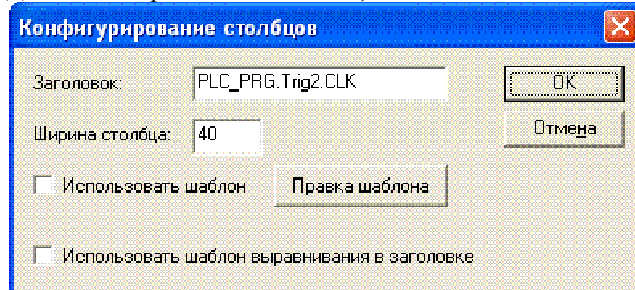 Конфигурирование столбцов
Заголовок: PLC_PRG.Trig2.CLK OK
Ширина столбца: 40 Отмена
Использовать шаблон Правка шаблона
Использовать шаблон выравнивания в заголовке